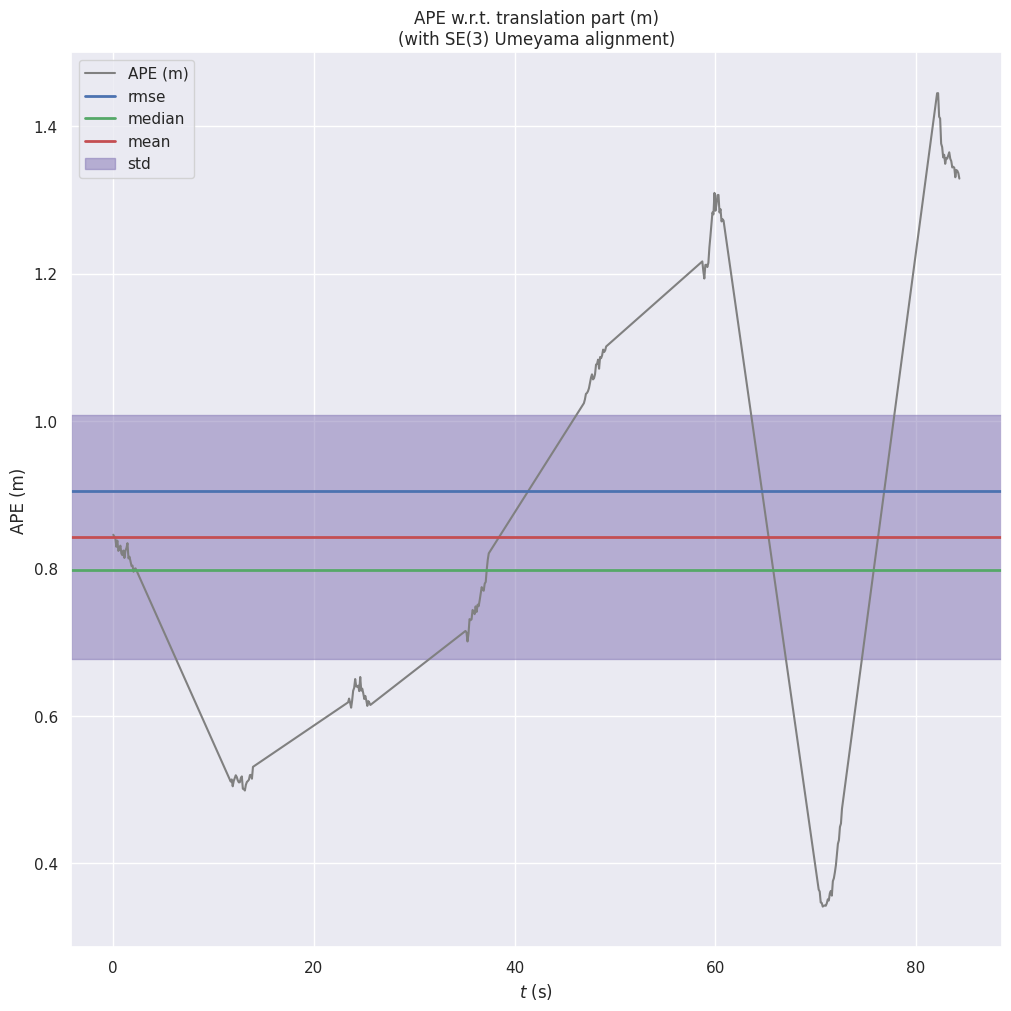 APE w.r.t. translation part (m)
(with SE(3) Umeyama alignment)
APE (m)
rmse
median
mean
std
APE (m)
1.4
1.2
1.0
0.8
0.6
0.4
0
20
40
60
80
t (s)